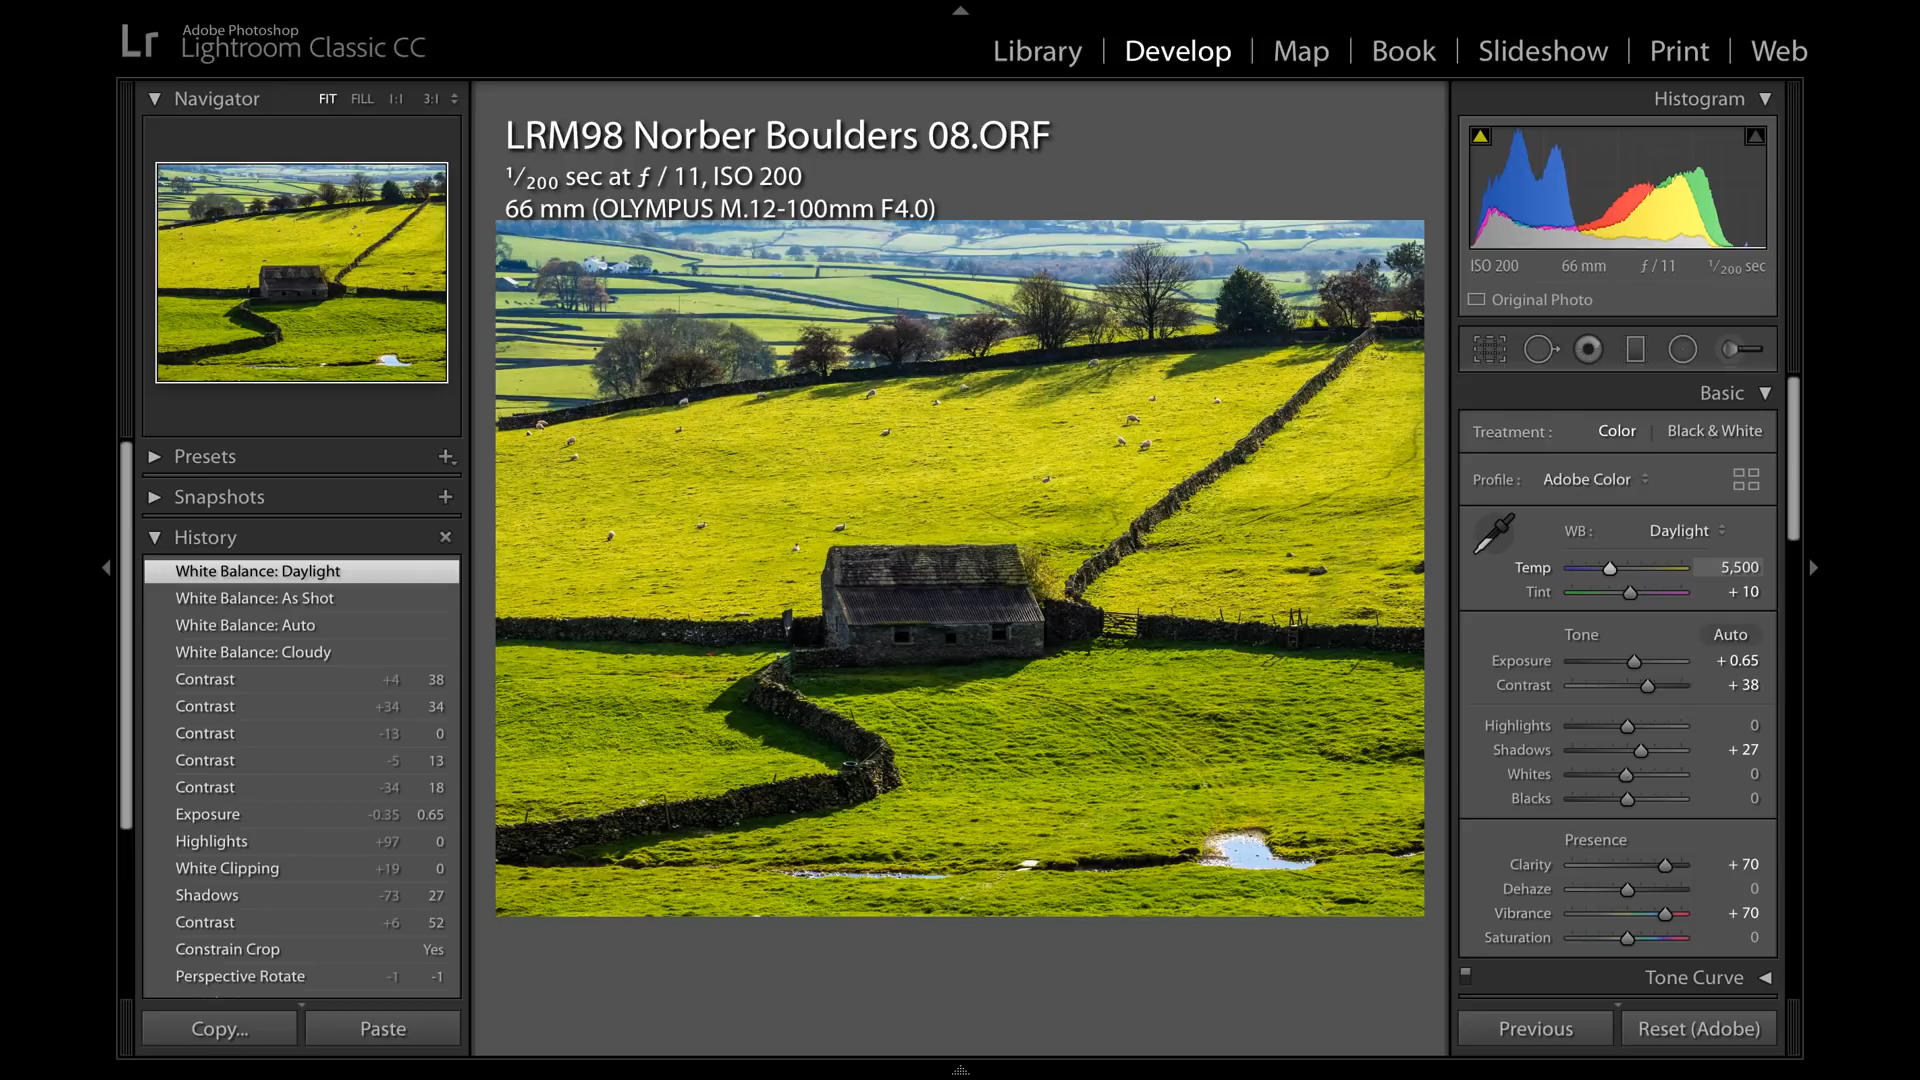 Lr Adobe Photoshop
Lightroom Classic CC
Library | Develop | Map | Book | Slideshow | Print | Web
Navigator FIT FILL 1:1 3:1
Presets
Snapshots
History
White Balance: Daylight
White Balance: As Shot
White Balance: Auto
White Balance: Cloudy
Contrast +4 38
Contrast +34 34
Contrast -13 0
Contrast -5 13
Contrast -34 18
Exposure -0.35 0.65
Highlights +97 0
White Clipping +19 0
Shadows -73 27
Contrast +6 52
Constrain Crop Yes
Perspective Rotate -1 -1
Copy... Paste
LRM98 Norber Boulders 08.ORF
1/200 sec at ƒ / 11, ISO 200
66 mm (OLYMPUS M.12-100mm F4.0)
Histogram
ISO 200 66 mm ƒ / 11 1/200 sec
Original Photo
Basic
Treatment : Color | Black & White
Profile : Adobe Color
WB : Daylight
Temp 5,500
Tint + 10
Tone Auto
Exposure + 0.65
Contrast + 38
Highlights 0
Shadows + 27
Whites 0
Blacks 0
Presence
Clarity + 70
Dehaze 0
Vibrance + 70
Saturation 0
Tone Curve
Previous Reset (Adobe)